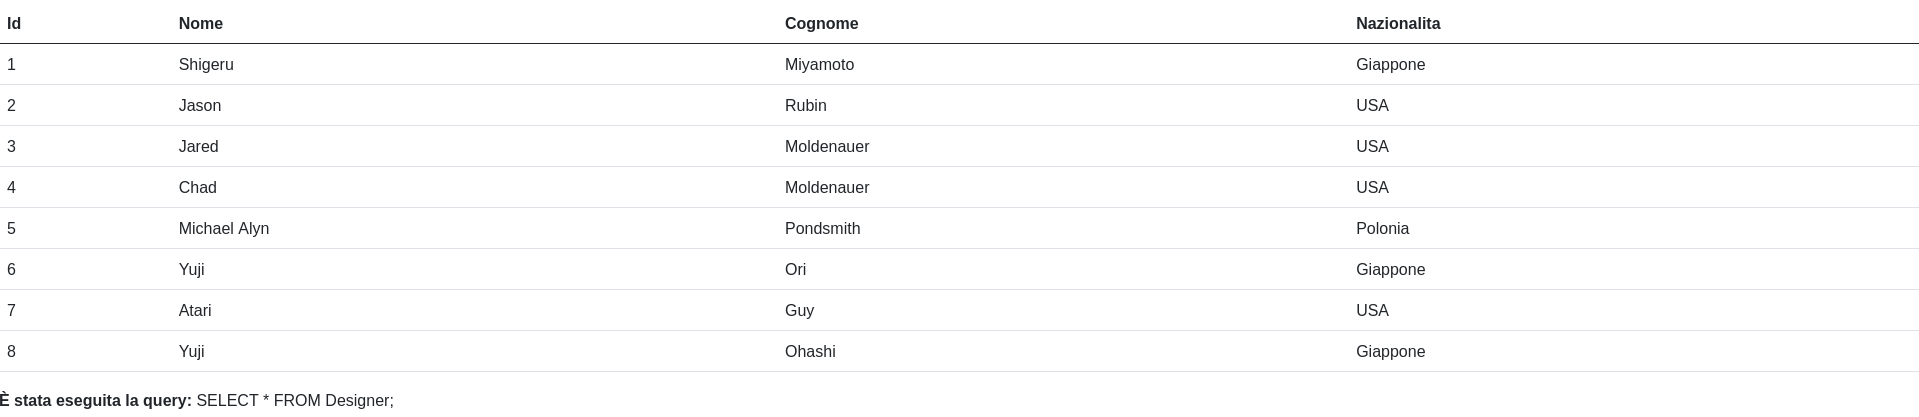 Id Nome Cognome Nazionalita
1 Shigeru Miyamoto Giappone
2 Jason Rubin USA
3 Jared Moldenauer USA
4 Chad Moldenauer USA
5 Michael Alyn Pondsmith Polonia
6 Yuji Ori Giappone
7 Atari Guy USA
8 Yuji Ohashi Giappone
È stata eseguita la query: SELECT * FROM Designer;